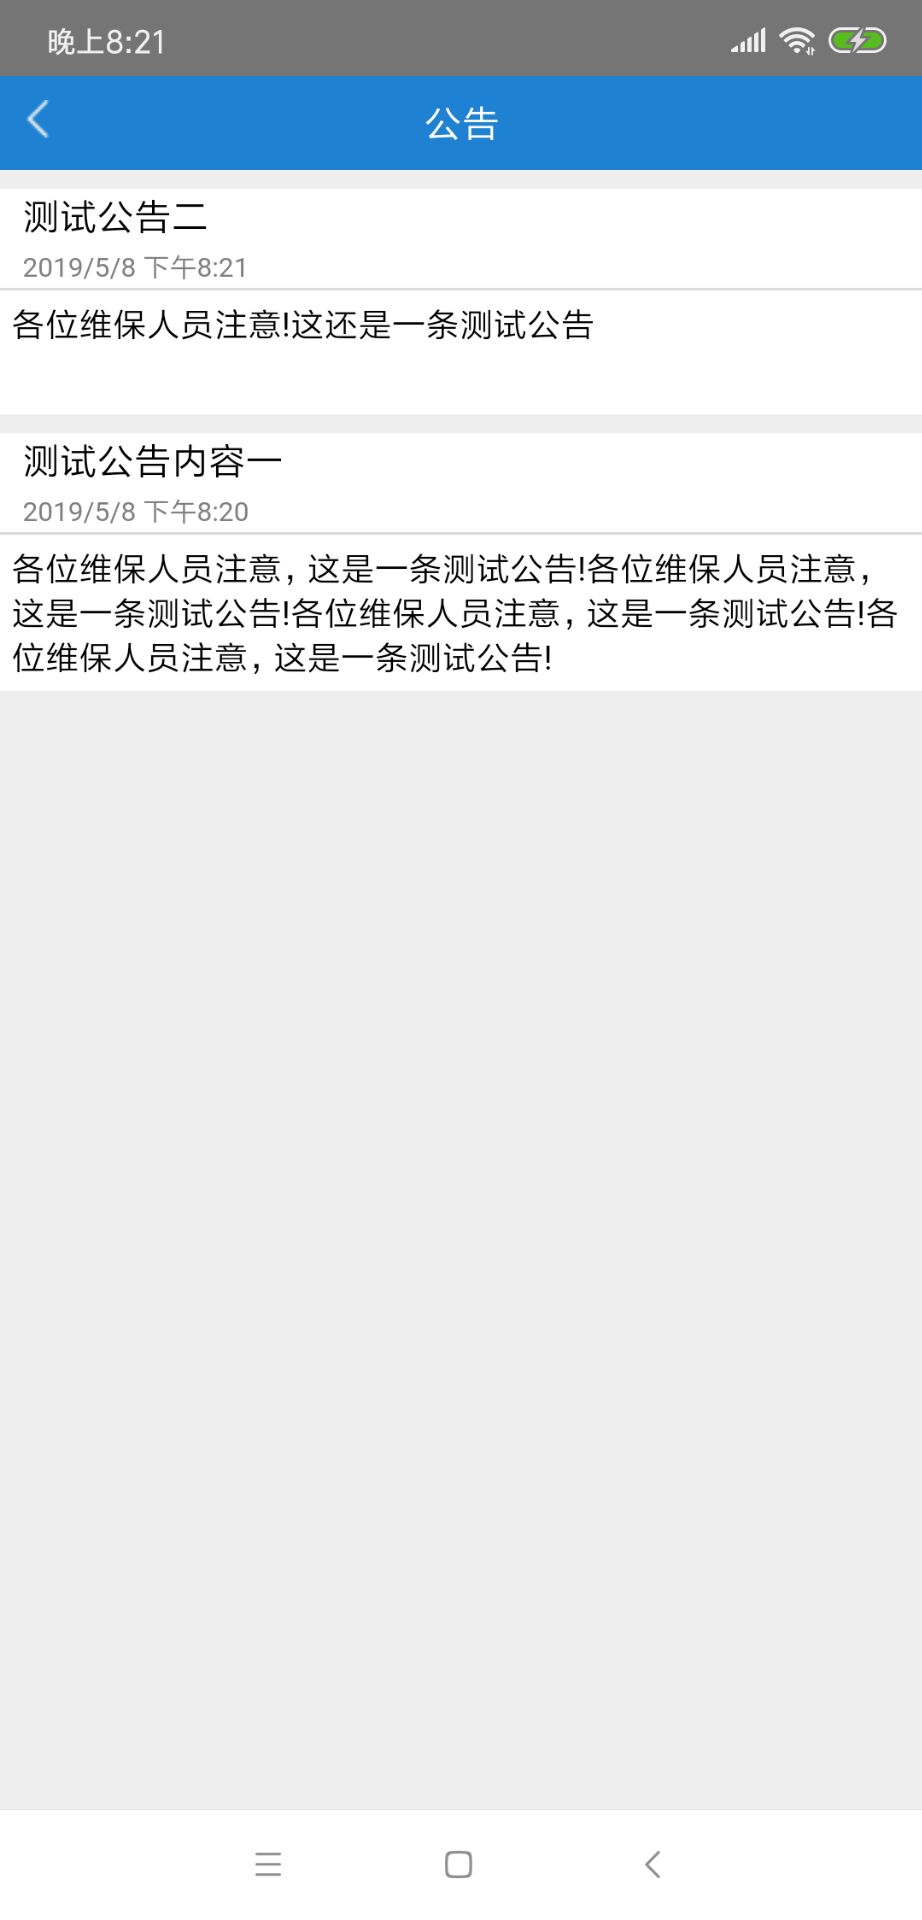 晚上8:21
公告
测试公告二
2019/5/8 下午8:21
各位维保人员注意!这还是一条测试公告
测试公告内容一
2019/5/8 下午8:20
各位维保人员注意，这是一条测试公告!各位维保人员注意，
这是一条测试公告!各位维保人员注意，这是一条测试公告!各
位维保人员注意，这是一条测试公告!